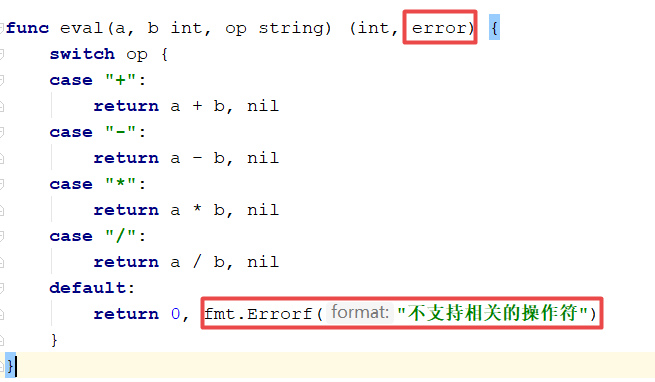 func eval(a, b int, op string) (int, error) {
    switch op {
    case "+":
        return a + b, nil
    case "-":
        return a - b, nil
    case "*":
        return a * b, nil
    case "/":
        return a / b, nil
    default:
        return 0, fmt.Errorf( format: "不支持相关的操作符")
    }
}